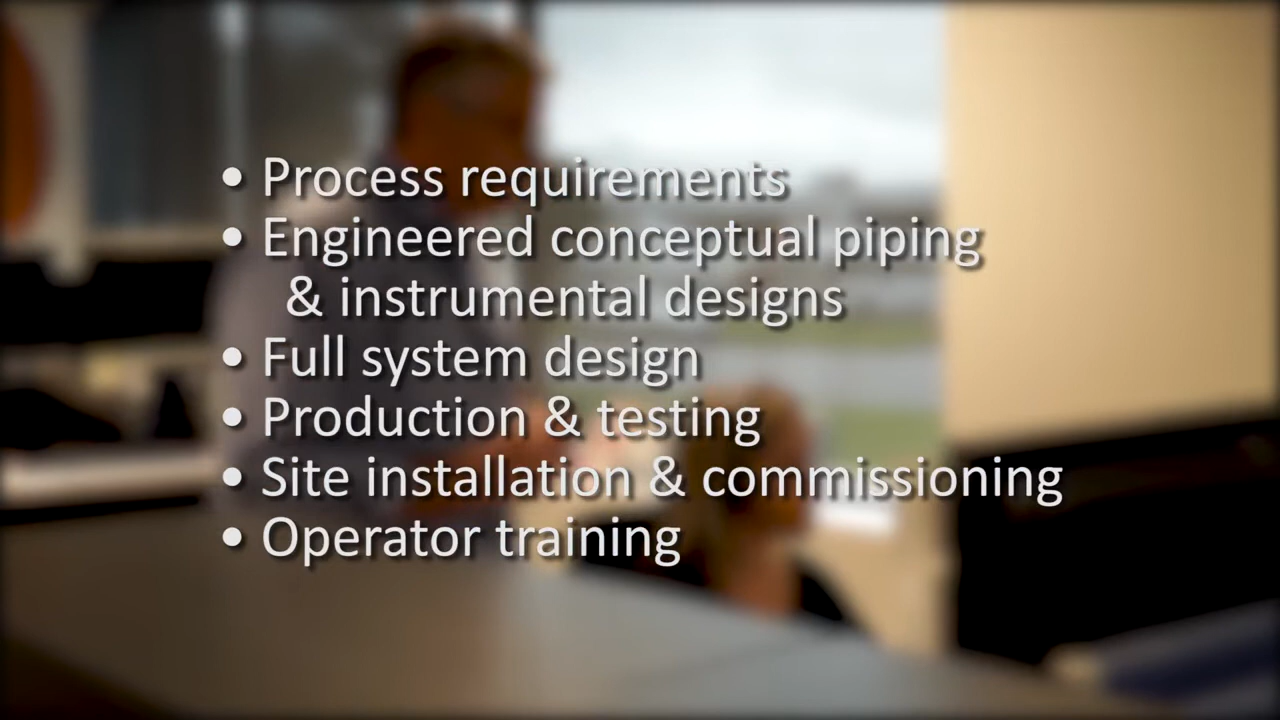 • Process requirements
• Engineered conceptual piping
& instrumental designs
• Full system design
• Production & testing
• Site installation & commissioning
• Operator training